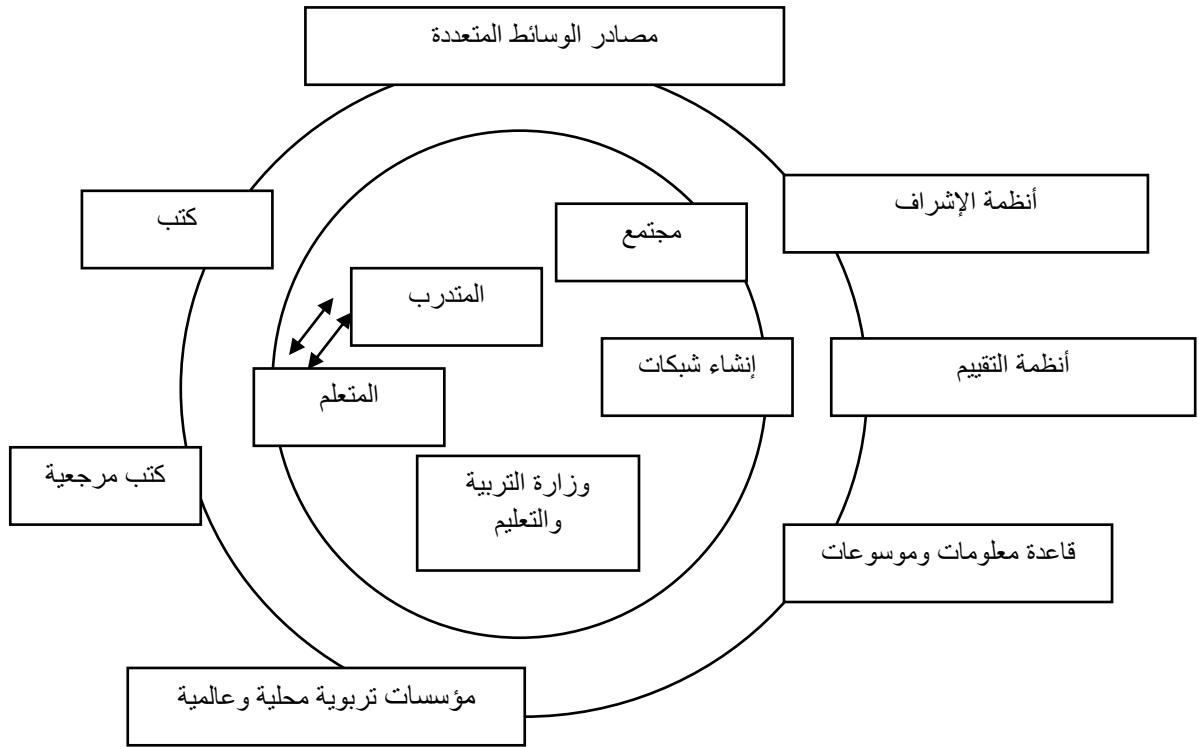 مصادر الوسائط المتعددة
أنظمة الإشراف
كتب
مجتمع
المتدرب
إنشاء شبكات
أنظمة التقييم
المتعلم
كتب مرجعية
وزارة التربية
والتعليم
قاعدة معلومات وموسوعات
مؤسسات تربوية محلية وعالمية